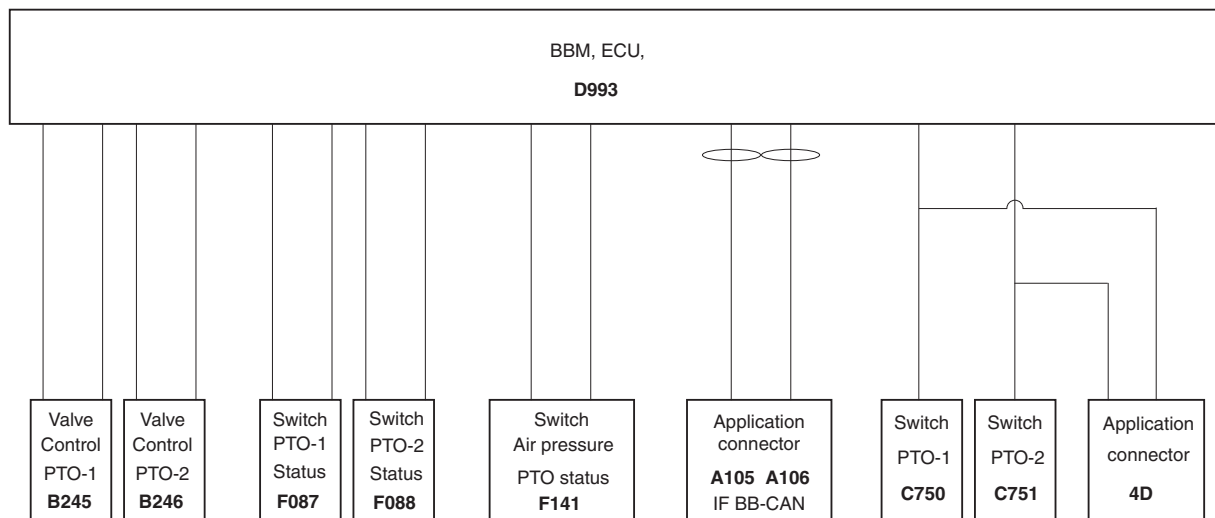 BBM, ECU,
D993
Valve
Control
PTO-1
B245
Valve
Control
PTO-2
B246
Switch
PTO-1
Status
F087
Switch
PTO-2
Status
F088
Switch
Air pressure
PTO status
F141
Application
connector
A105 A106
IF BB-CAN
Switch
PTO-1
C750
Switch
PTO-2
C751
Application
connector
4D